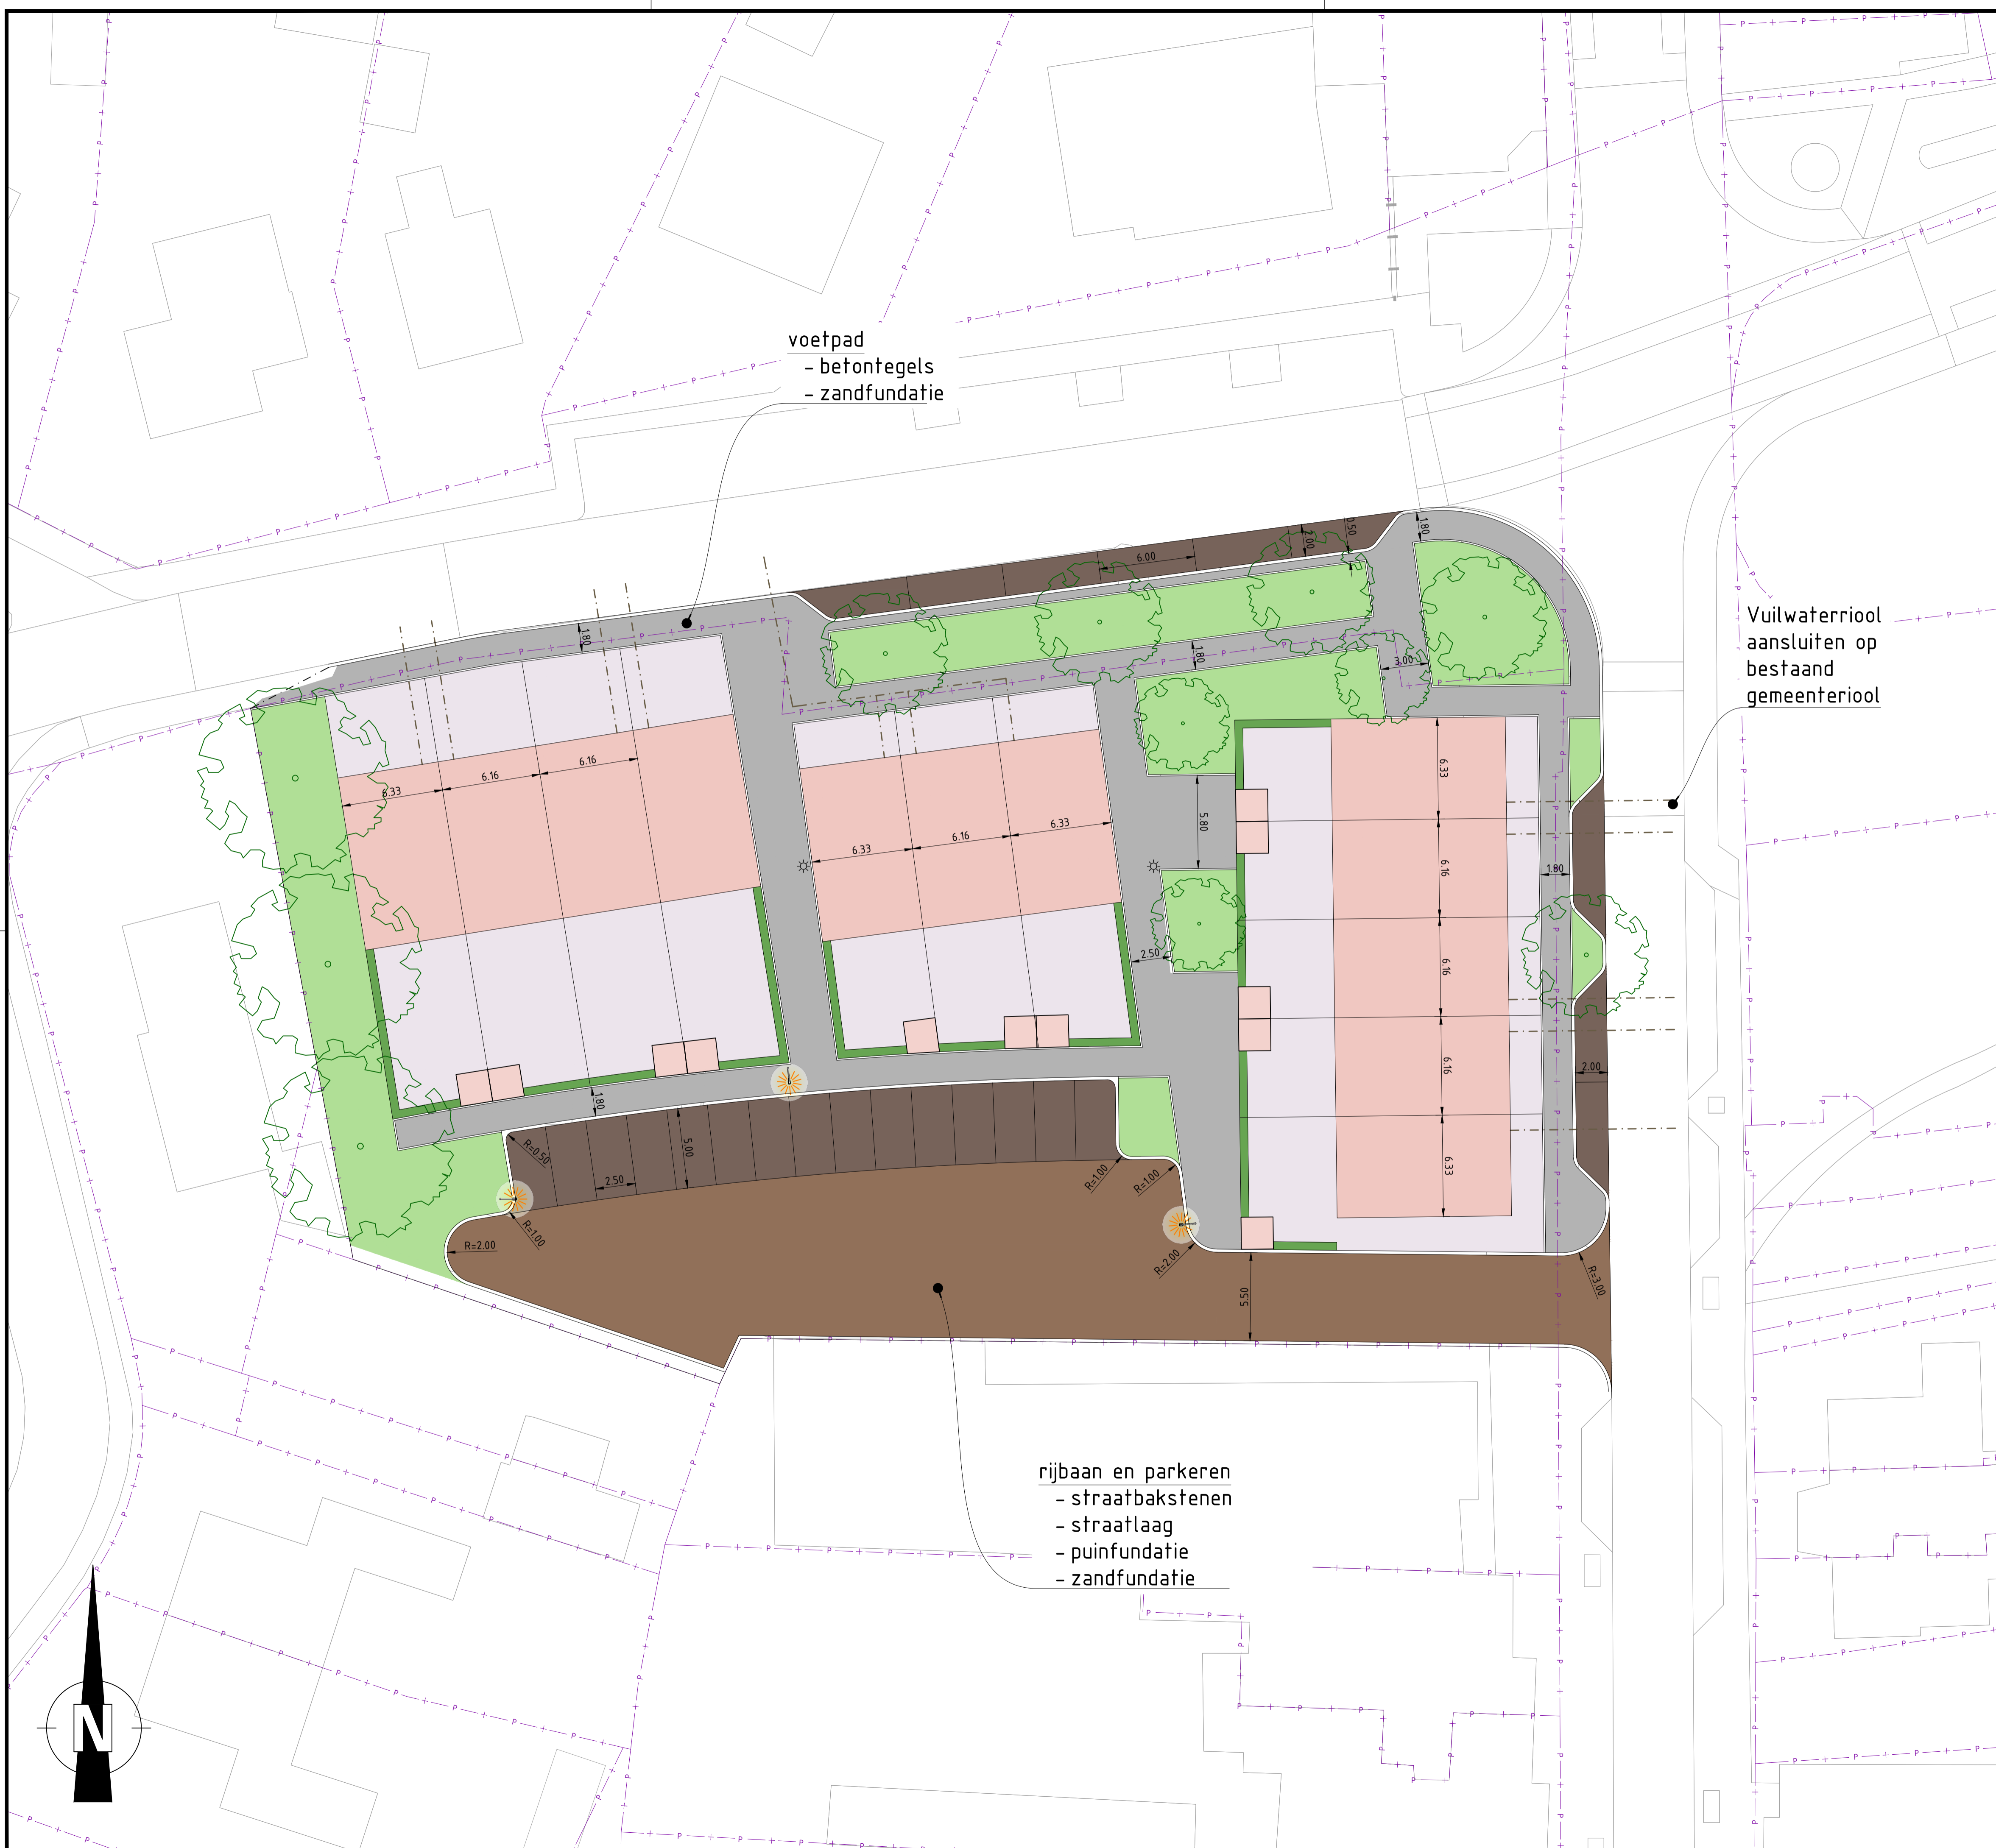 voetpad
- betontegels
- zandfundatie
1.80
6.00
2.00
0.50
1.80
1.80
3.00
Vuilwaterriool
aansluiten op
bestaand
gemeenteriool
6.33
6.16
6.16
6.33
6.16
6.33
5.80
2.50
6.33
6.16
6.16
6.16
6.33
1.80
2.00
1.80
5.00
2.50
R=0.50
R=1.00
R=2.00
R=1.00
R=1.00
R=2.00
R=3.00
5.50
rijbaan en parkeren
- straatbakstenen
- straatlaag
- puinfundatie
- zandfundatie
N